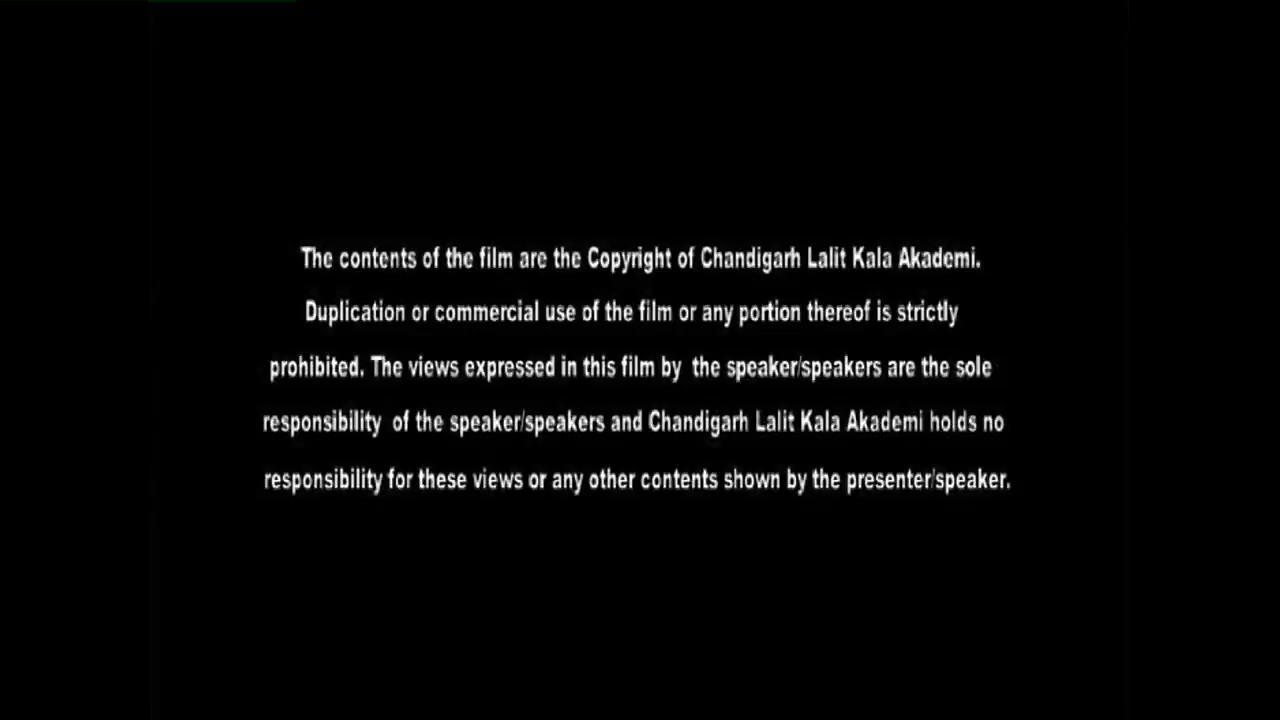 The contents of the film are the Copyright of Chandigarh Lalit Kala Akademi.
Duplication or commercial use of the film or any portion thereof is strictly
prohibited. The views expressed in this film by the speaker/speakers are the sole
responsibility of the speaker/speakers and Chandigarh Lalit Kala Akademi holds no
responsibility for these views or any other contents shown by the presenter/speaker.